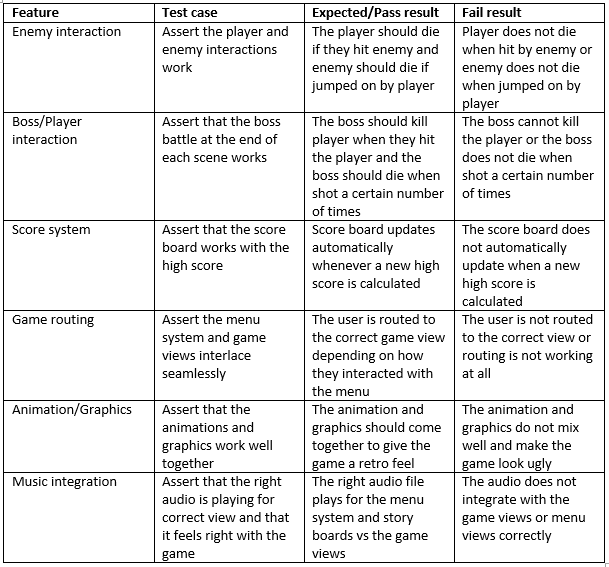 Feature Test case Expected/Pass result Fail result
Enemy interaction Assert the player and The player should die Player does not die
enemy interactions if they hit enemy and when hit by enemy or
work enemy should die if enemy does not die
jumped on by player when jumped on by
player
Boss/Player Assert that the boss The boss should kill The boss cannot kill
interaction battle at the end of player when they hit the player or the boss
each scene works the player and the does not die when
boss should die when shot a certain number
shot a certain number of times
of times
Score system Assert that the score Score board updates The score board does
board works with the automatically not automatically
high score whenever a new high update when a new
score is calculated high score is
calculated
Game routing Assert the menu The user is routed to The user is not routed
system and game the correct game view to the correct view or
views interlace depending on how routing is not working
seamlessly they interacted with at all
the menu
Animation/Graphics Assert that the The animation and The animation and
animations and graphics should come graphics do not mix
graphics work well together to give the well and make the
together game a retro feel game look ugly
Music integration Assert that the right The right audio file The audio does not
audio is playing for plays for the menu integrate with the
correct view and that system and story game views or menu
it feels right with the boards vs the game views correctly
game views